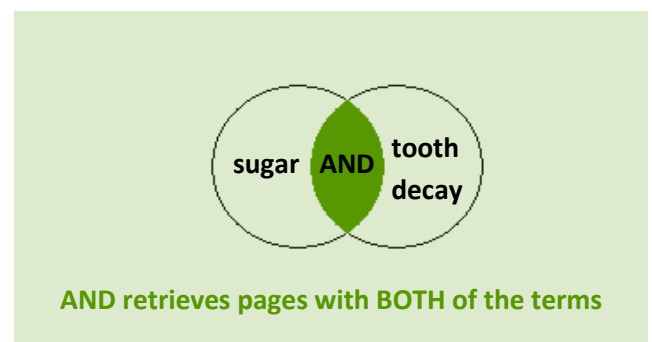 sugar AND tooth
decay
AND retrieves pages with BOTH of the terms